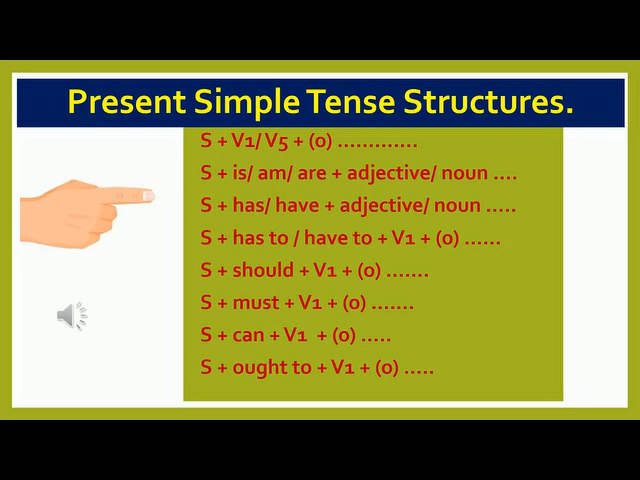 Present Simple Tense Structures.
S + V1/ V5 + (o) .............
S + is/ am/ are + adjective/ noun ....
S + has/ have + adjective/ noun .....
S + has to / have to + V1 + (o) ......
S + should + V1 + (o) .......
S + must + V1 + (o) .......
S + can + V1 + (o) .....
S + ought to + V1 + (o) .....